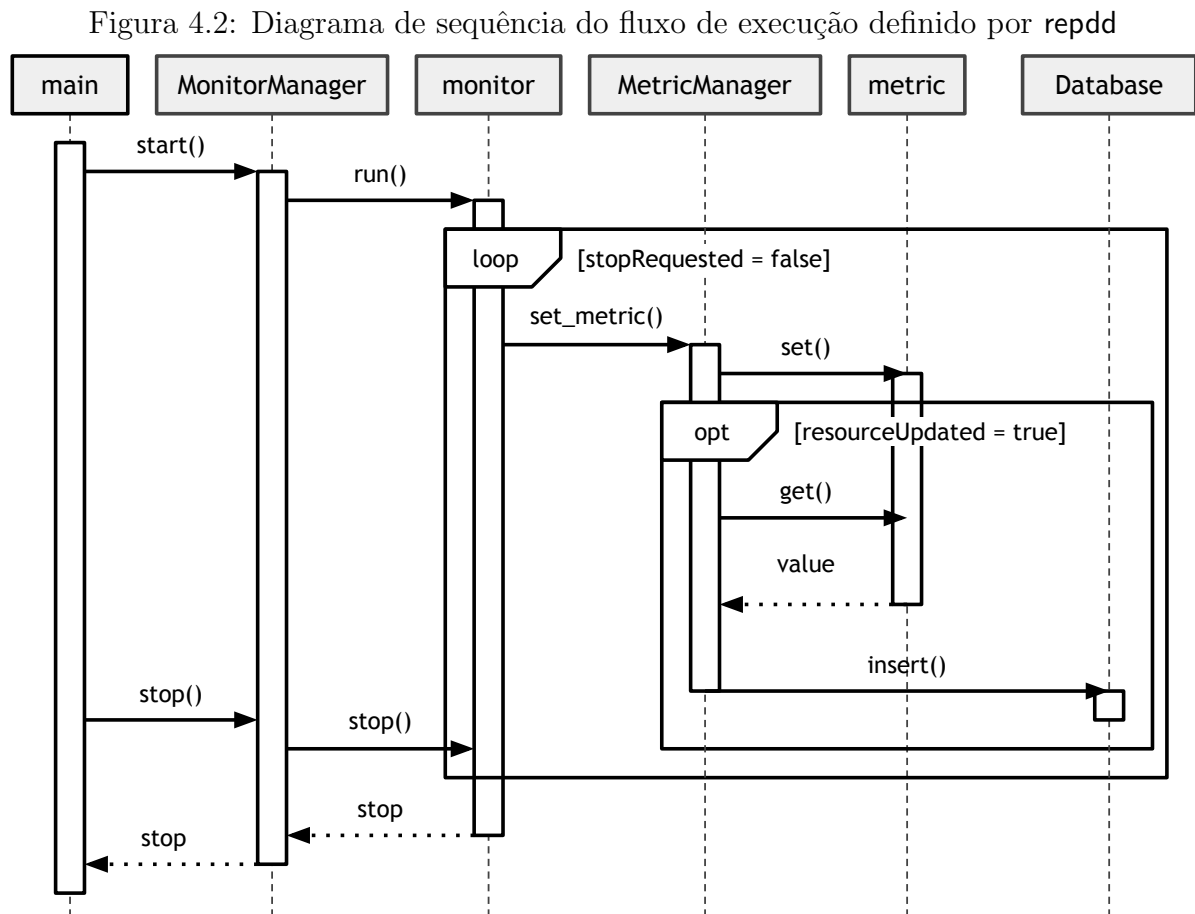 Figura 4.2: Diagrama de sequência do fluxo de execução definido por repdd
main MonitorManager monitor MetricManager metric Database
start()
run()
loop [stopRequested = false]
set_metric()
set()
opt [resourceUpdated = true]
get()
value
insert()
stop()
stop()
stop
stop